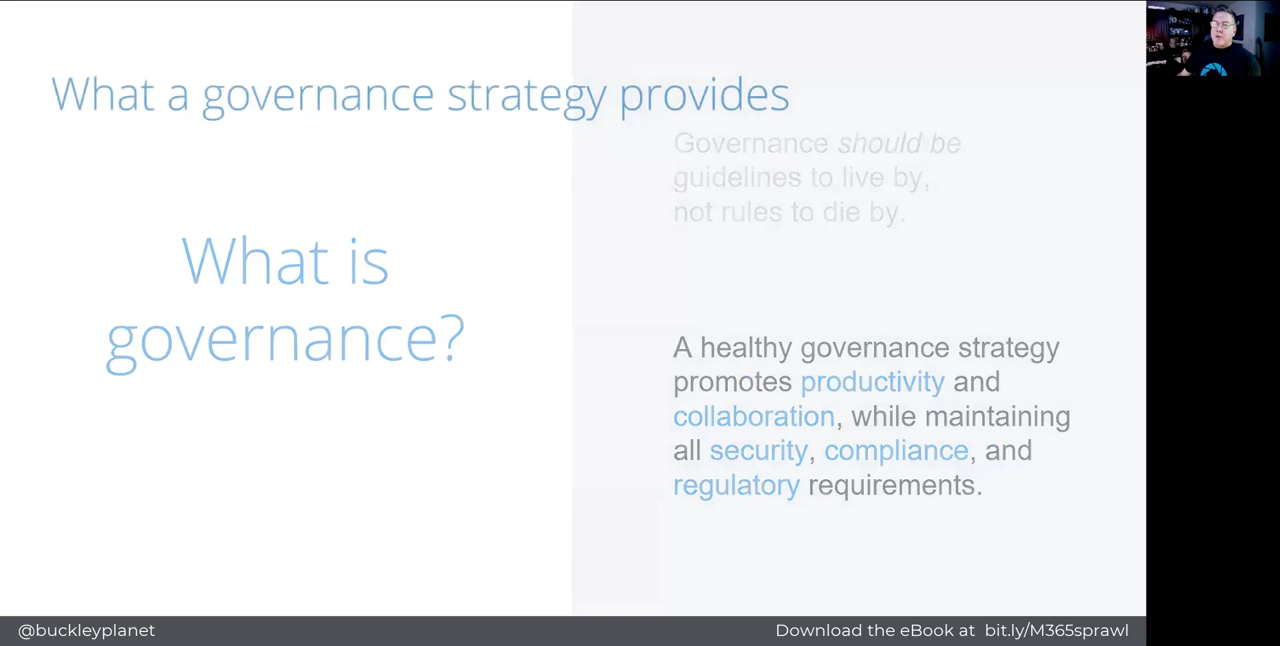 What a governance strategy provides
What is
governance?
Governance should be
guidelines to live by,
not rules to die by.
A healthy governance strategy
promotes productivity and
collaboration, while maintaining
all security, compliance, and
regulatory requirements.
@buckleyplanet
Download the eBook at bit.ly/M365sprawl